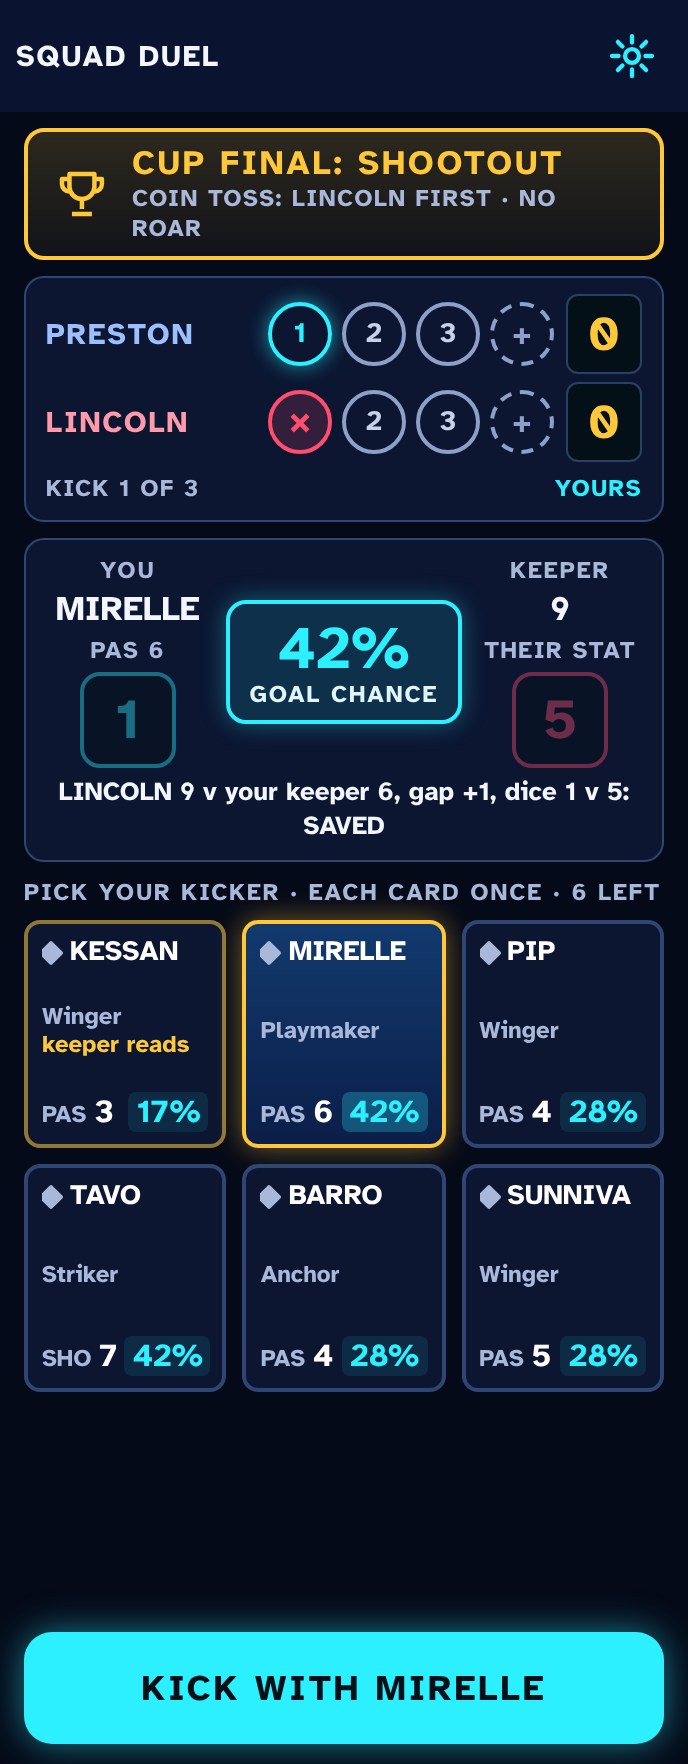 SQUAD DUEL
CUP FINAL: SHOOTOUT
COIN TOSS: LINCOLN FIRST · NO
ROAR
PRESTON 1 2 3 + 0
LINCOLN × 2 3 + 0
KICK 1 OF 3 YOURS
YOU
MIRELLE
PAS 6
1
42%
GOAL CHANCE
KEEPER
9
THEIR STAT
5
LINCOLN 9 v your keeper 6, gap +1, dice 1 v 5:
SAVED
PICK YOUR KICKER · EACH CARD ONCE · 6 LEFT
KESSAN
Winger
keeper reads
PAS 3 17%
MIRELLE
Playmaker
PAS 6 42%
PIP
Winger
PAS 4 28%
TAVO
Striker
SHO 7 42%
BARRO
Anchor
PAS 4 28%
SUNNIVA
Winger
PAS 5 28%
KICK WITH MIRELLE